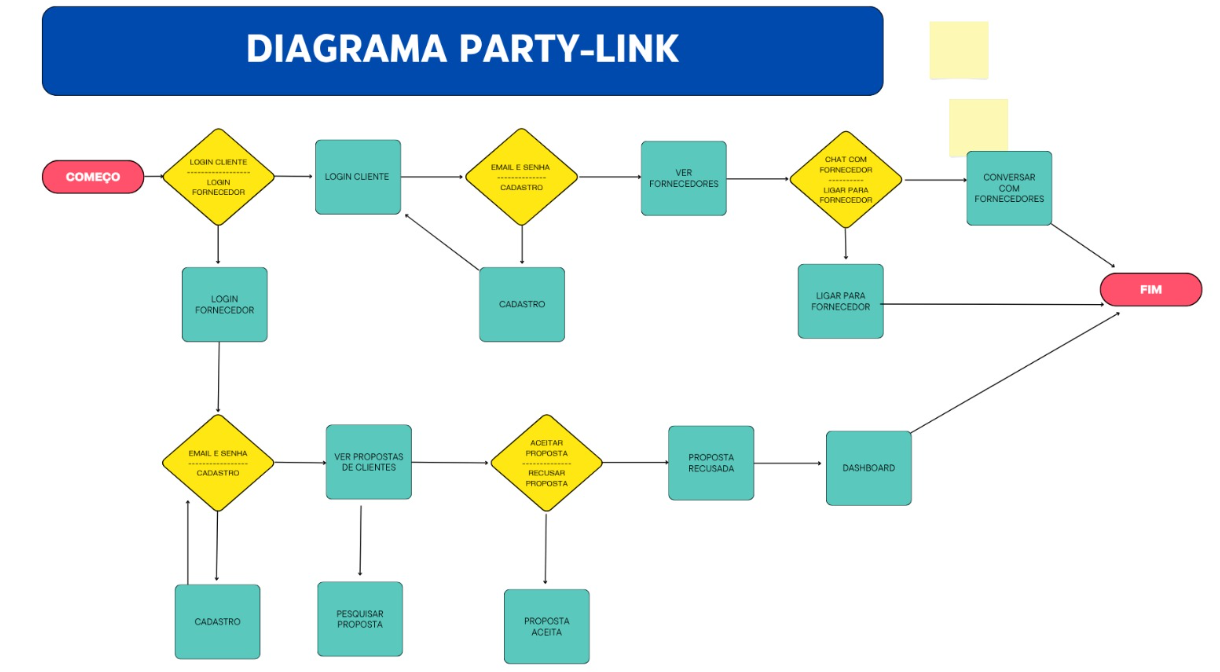 DIAGRAMA PARTY-LINK
COMEÇO
LOGIN CLIENTE
-------------------
LOGIN
FORNECEDOR
LOGIN CLIENTE
EMAIL E SENHA
--------------
CADASTRO
VER
FORNECEDORES
CHAT COM
FORNECEDOR
----------
LIGAR PARA
FORNECEDOR
CONVERSAR
COM
FORNECEDORES
LOGIN
FORNECEDOR
CADASTRO
LIGAR PARA
FORNECEDOR
FIM
EMAIL E SENHA
-----------------
CADASTRO
VER PROPOSTAS
DE CLIENTES
ACEITAR
PROPOSTA
--------------
RECUSAR
PROPOSTA
PROPOSTA
RECUSADA
DASHBOARD
CADASTRO
PESQUISAR
PROPOSTA
PROPOSTA
ACEITA